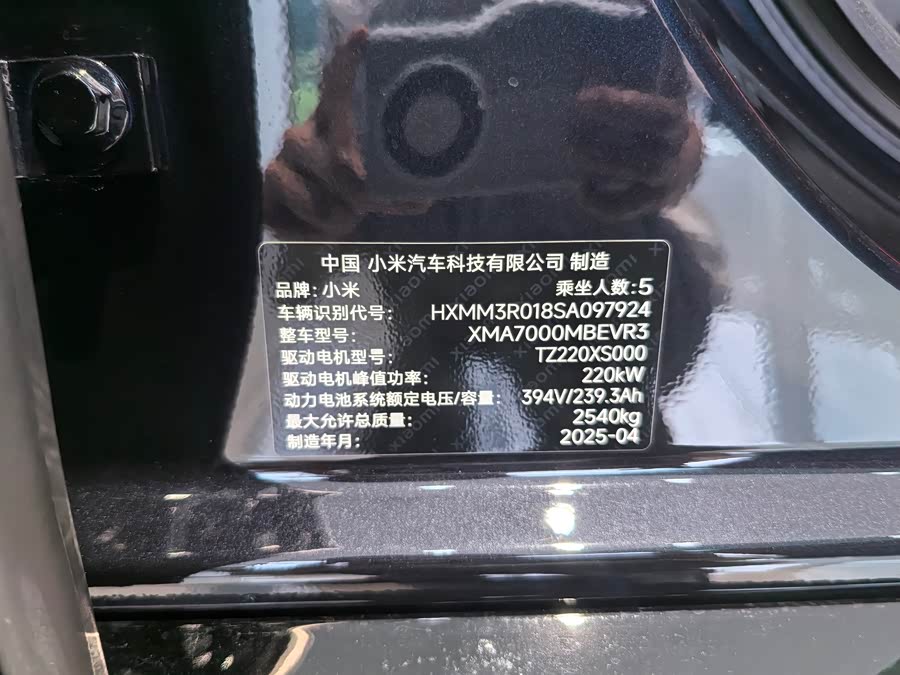 中国 小米汽车科技有限公司 制造
品牌: 小米 乘坐人数: 5
车辆识别代号: HXMM3R018SA097924
整车型号: XMA7000MBEVR3
驱动电机型号: TZ220XS000
驱动电机峰值功率: 220kW
动力电池系统额定电压/容量: 394V/239.3Ah
最大允许总质量: 2540kg
制造年月: 2025-04
xiaomi